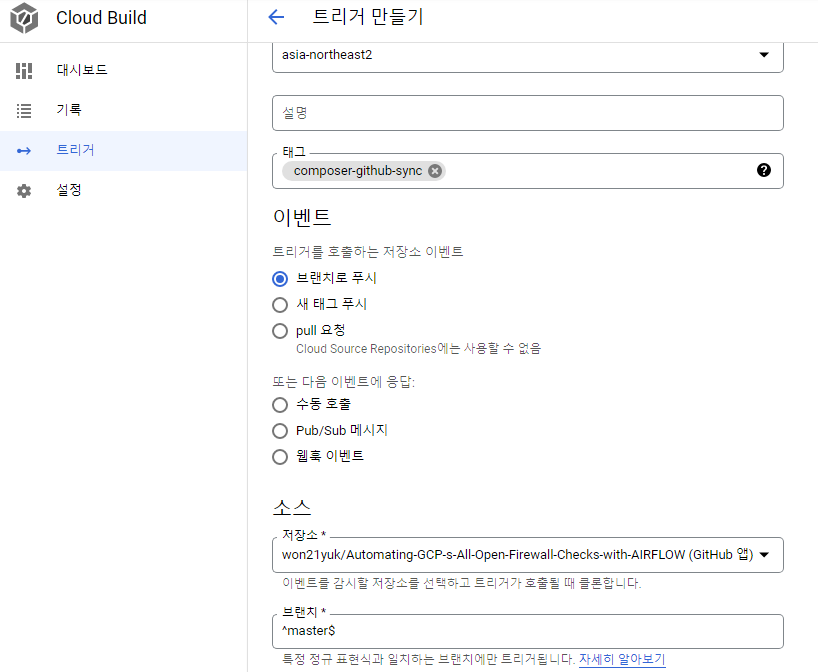 Cloud Build
트리거 만들기
대시보드
기록
트리거
설정
asia-northeast2
설명
태그
composer-github-sync
이벤트
트리거를 호출하는 저장소 이벤트
브랜치로 푸시
새 태그 푸시
pull 요청
Cloud Source Repositories에는 사용할 수 없음
또는 다음 이벤트에 응답:
수동 호출
Pub/Sub 메시지
웹훅 이벤트
소스
저장소 *
won21yuk/Automating-GCP-s-All-Open-Firewall-Checks-with-AIRFLOW (GitHub 앱)
이벤트를 감시할 저장소를 선택하고 트리거가 호출될 때 클론합니다.
브랜치 *
^master$
특정 정규 표현식과 일치하는 브랜치에만 트리거됩니다. 자세히 알아보기